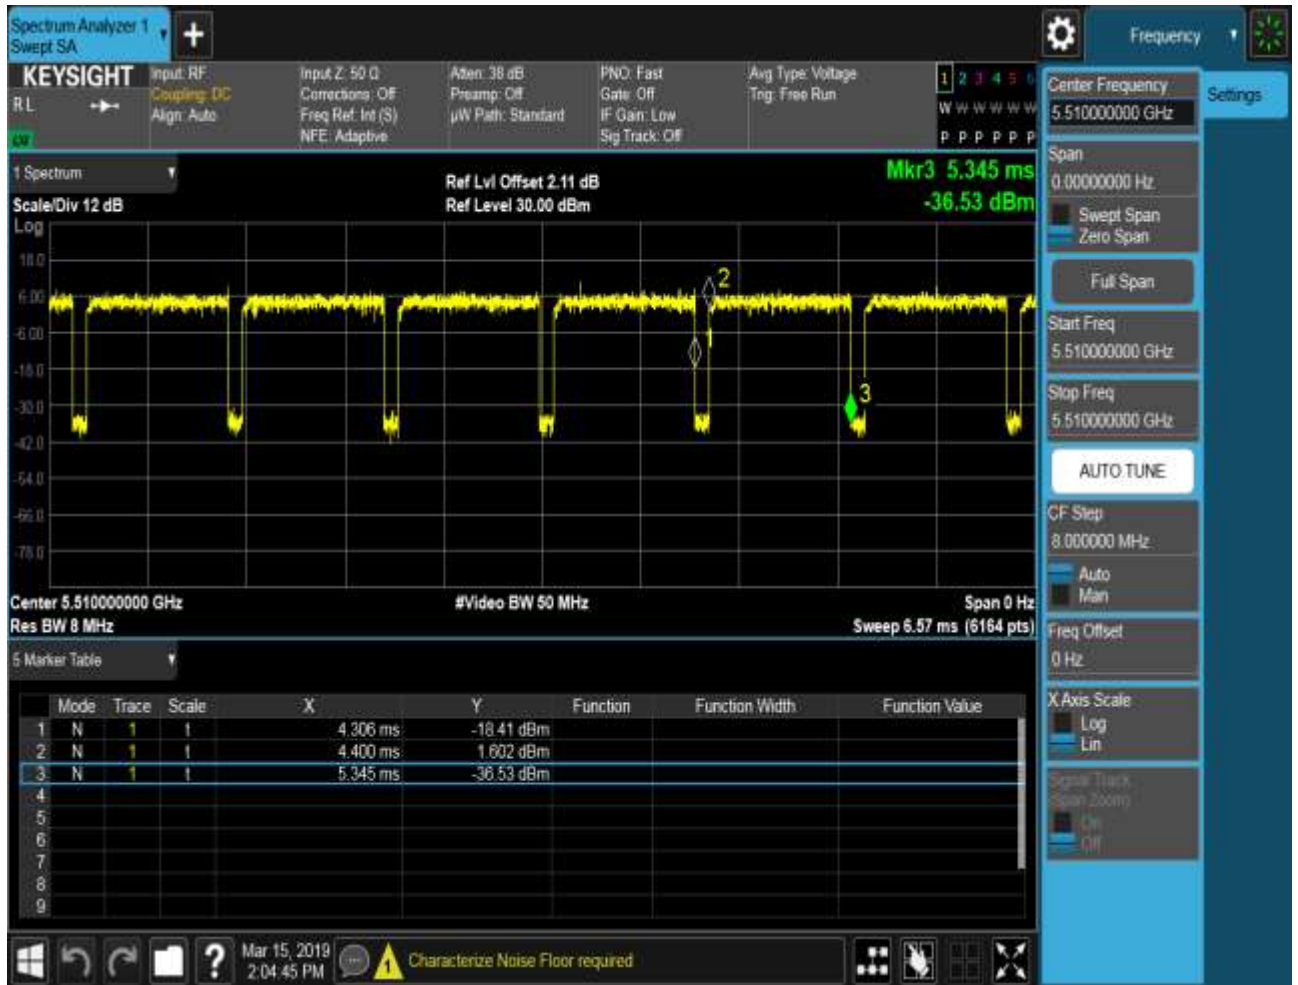 Spectrum Analyzer 1
Swept SA
Frequency
KEYSIGHT
RL
Input: RF
Coupling: DC
Align: Auto
Input Z: 50 Ω
Corrections: Off
Freq Ref: Int (S)
NFE: Adaptive
Atten: 38 dB
Preamp: Off
µW Path: Standard
PNO: Fast
Gate: Off
IF Gain: Low
Sig Track: Off
Avg Type: Voltage
Trig: Free Run
1 2 3 4 5 6
W W W W W W
P P P P P P
Center Frequency
5.510000000 GHz
Settings
1 Spectrum
Scale/Div 12 dB
Ref Lvl Offset 2.11 dB
Ref Level 30.00 dBm
Mkr3 5.345 ms
-36.53 dBm
Span
0.00000000 Hz
Swept Span
Zero Span
Full Span
Log
18.0
6.00
-6.00
-18.0
-30.0
-42.0
-54.0
-66.0
-78.0
2
1
3
Start Freq
5.510000000 GHz
Stop Freq
5.510000000 GHz
AUTO TUNE
CF Step
8.000000 MHz
Auto
Man
Center 5.510000000 GHz
#Video BW 50 MHz
Span 0 Hz
Res BW 8 MHz
Sweep 6.57 ms (6164 pts)
Freq Offset
0 Hz
5 Marker Table
Mode Trace Scale X Y Function Function Width Function Value
1 N 1 t 4.306 ms -18.41 dBm
2 N 1 t 4.400 ms 1.602 dBm
3 N 1 t 5.345 ms -36.53 dBm
4
5
6
7
8
9
X Axis Scale
Log
Lin
Signal Track
(Span Zoom)
On
Off
?
Mar 15, 2019
2:04:45 PM
1
Characterize Noise Floor required